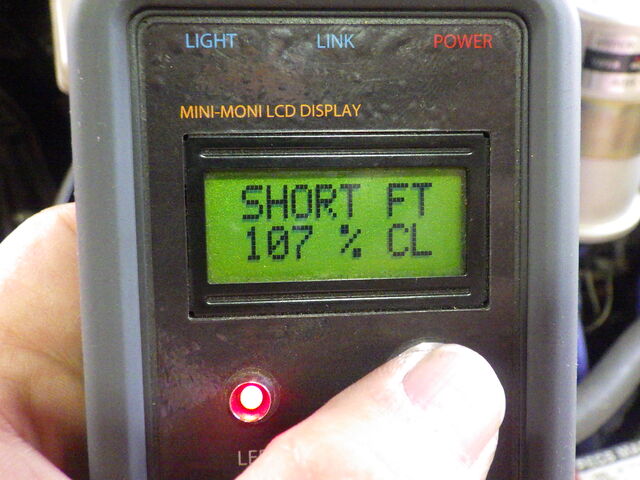 LIGHT LINK POWER
MINI-MONI LCD DISPLAY
SHORT FT
107 % CL